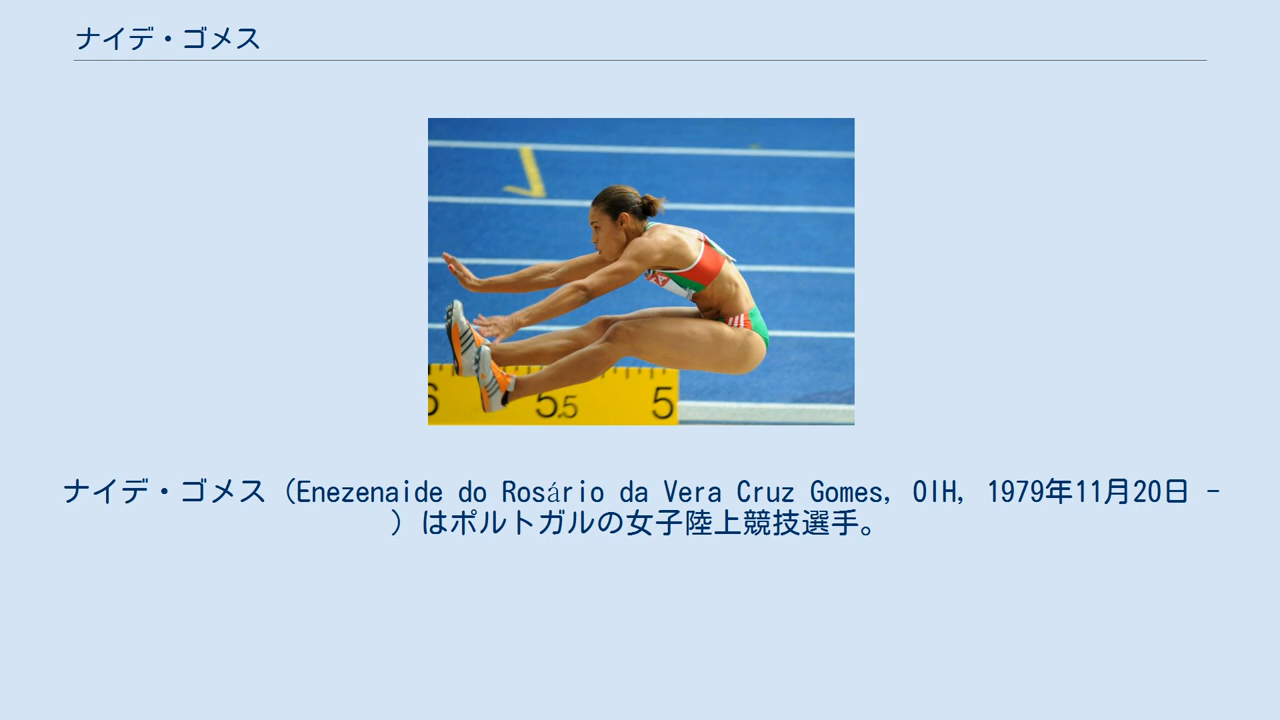 ナイデ・ゴメス
6 5.5 5
ナイデ・ゴメス（Enezenaide do Rosário da Vera Cruz Gomes, OIH, 1979年11月20日 -
）はポルトガルの女子陸上競技選手。